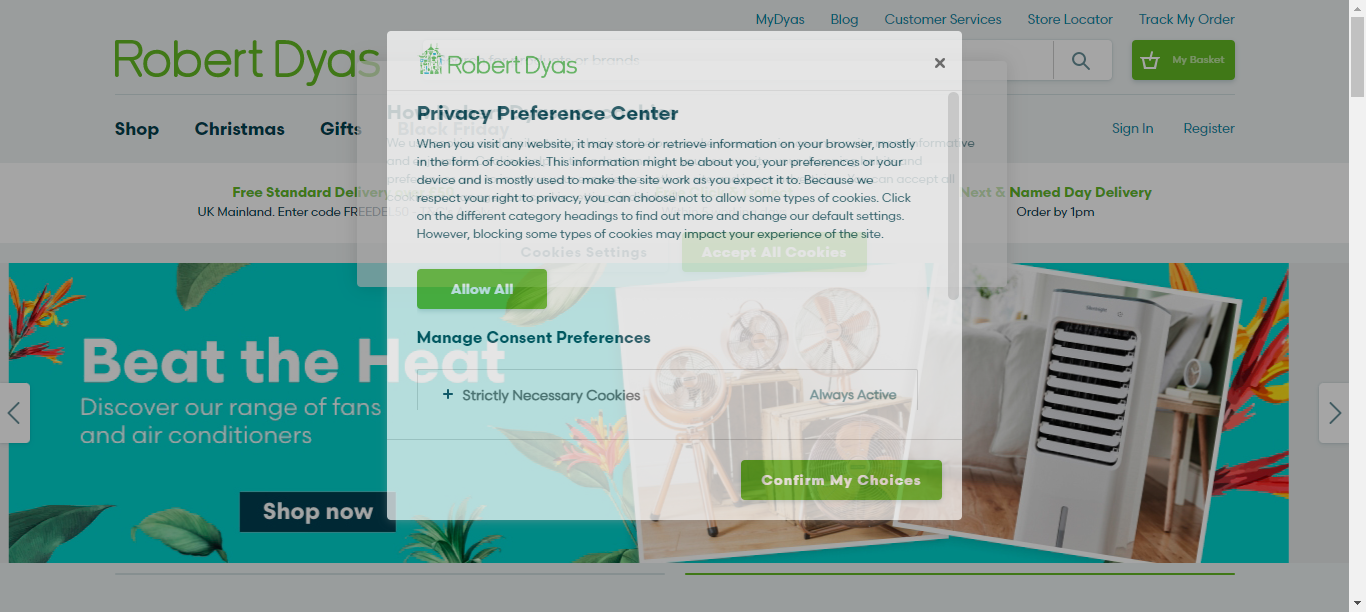 MyDyas Blog Customer Services Store Locator Track My Order
Robert Dyas
My Basket
Shop Christmas Gifts Black Friday
Sign In Register
Free Standard Delivery
UK Mainland. Enter code
Next & Named Day Delivery
Order by 1pm
Robert Dyas
Privacy Preference Center
When you visit any website, it may store or retrieve information on your browser, mostly
in the form of cookies. This information might be about you, your preferences or your
device and is mostly used to make the site work as you expect it to. Because we
respect your right to privacy, you can choose not to allow some types of cookies. Click
on the different category headings to find out more and change our default settings.
However, blocking some types of cookies may impact your experience of the site.
Cookies Settings Accept All Cookies
Allow All
Manage Consent Preferences
+ Strictly Necessary Cookies Always Active
Confirm My Choices
Beat the Heat
Discover our range of fans
and air conditioners
Shop now